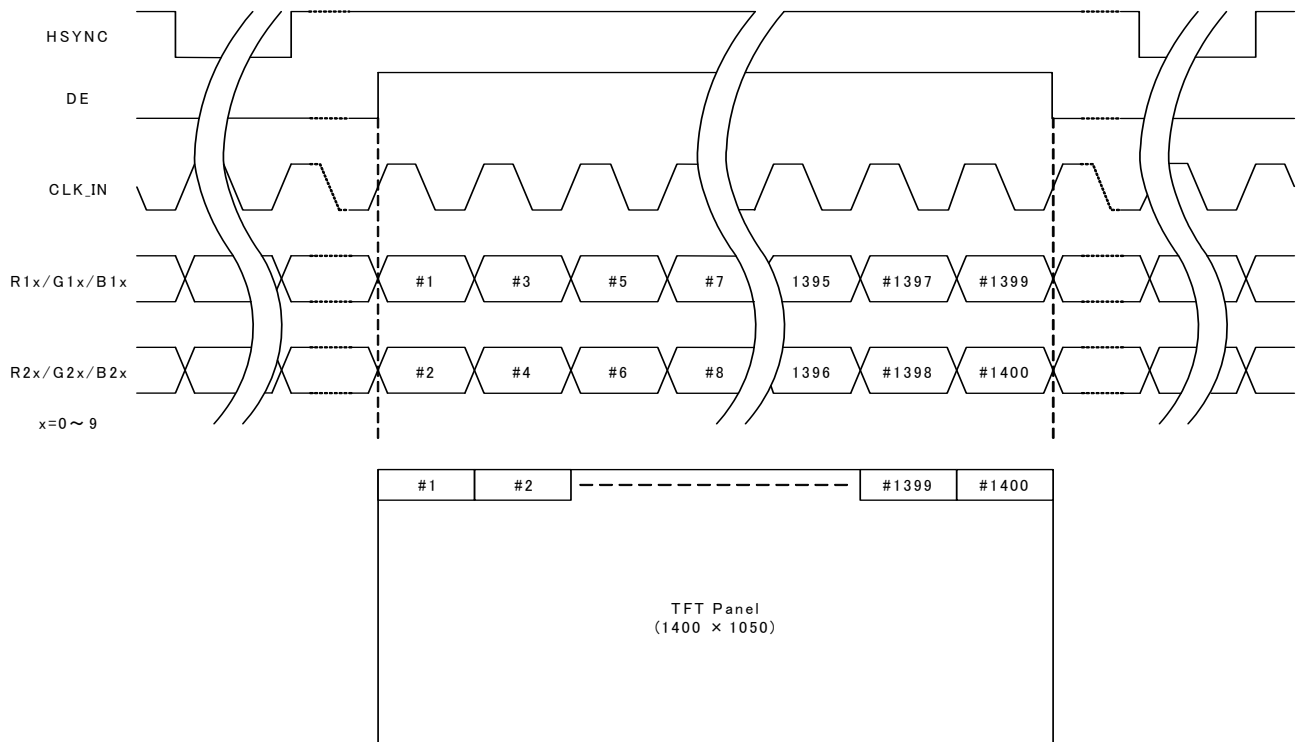 HSYNC
DE
CLK_IN
R1x/G1x/B1x #1 #3 #5 #7 1395 #1397 #1399
R2x/G2x/B2x #2 #4 #6 #8 1396 #1398 #1400
x=0～9
#1 #2 #1399 #1400
TFT Panel
(1400 × 1050)